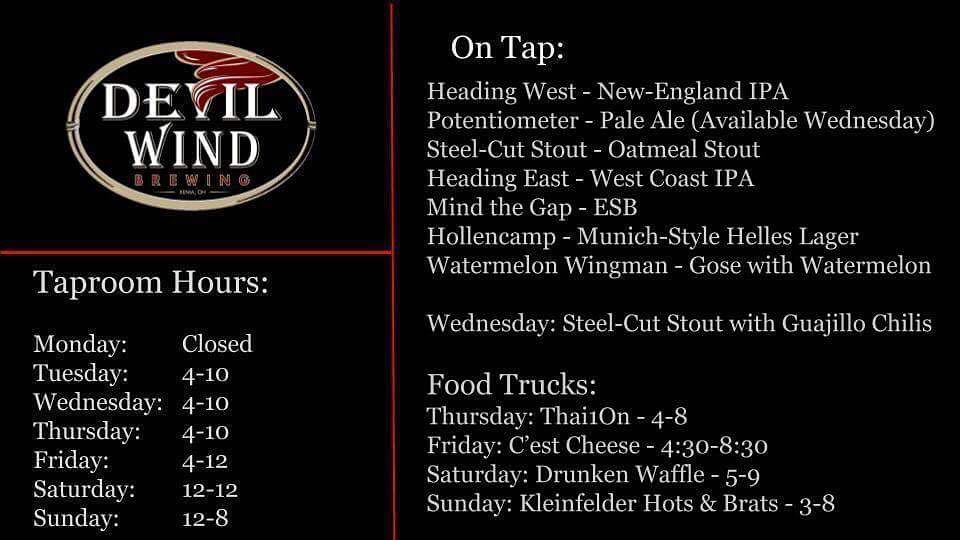 DEVIL
WIND
BREWING
XENIA, OH
Taproom Hours:
Monday: Closed
Tuesday: 4-10
Wednesday: 4-10
Thursday: 4-10
Friday: 4-12
Saturday: 12-12
Sunday: 12-8
On Tap:
Heading West - New-England IPA
Potentiometer - Pale Ale (Available Wednesday)
Steel-Cut Stout - Oatmeal Stout
Heading East - West Coast IPA
Mind the Gap - ESB
Hollencamp - Munich-Style Helles Lager
Watermelon Wingman - Gose with Watermelon
Wednesday: Steel-Cut Stout with Guajillo Chilis
Food Trucks:
Thursday: Thai1On - 4-8
Friday: C'est Cheese - 4:30-8:30
Saturday: Drunken Waffle - 5-9
Sunday: Kleinfelder Hots & Brats - 3-8